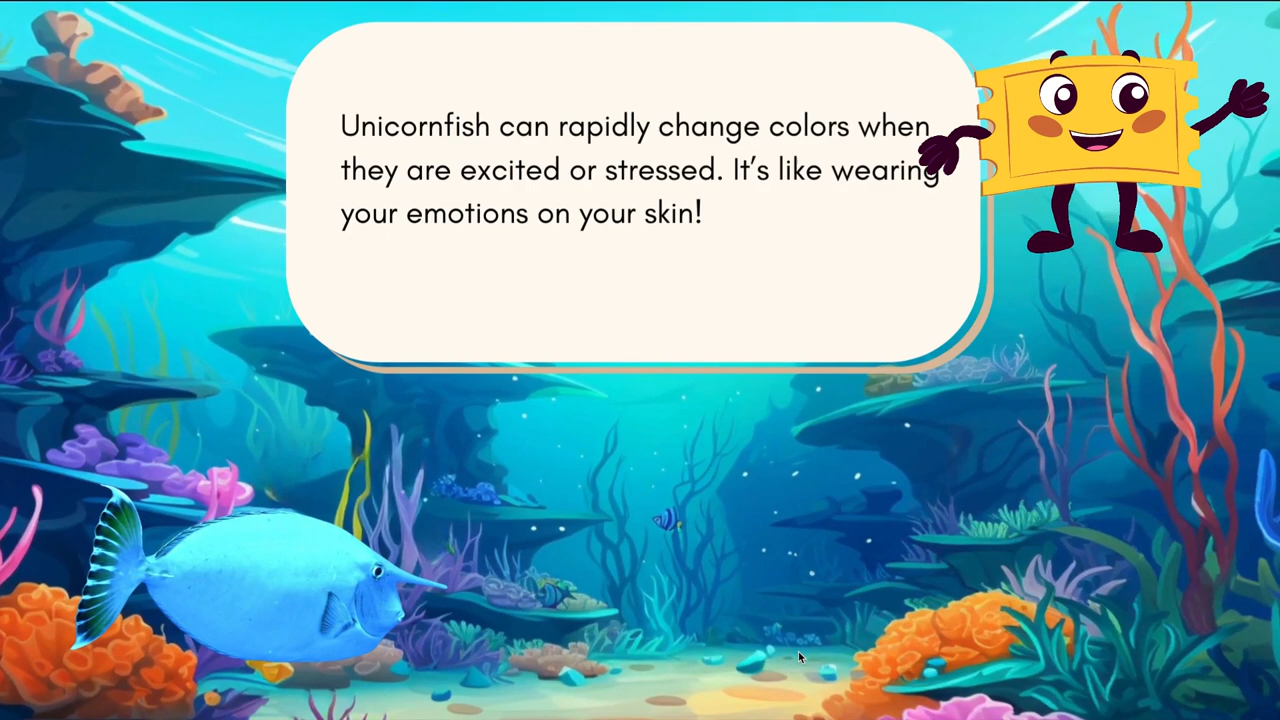 Unicornfish can rapidly change colors when
they are excited or stressed. It’s like wearing
your emotions on your skin!